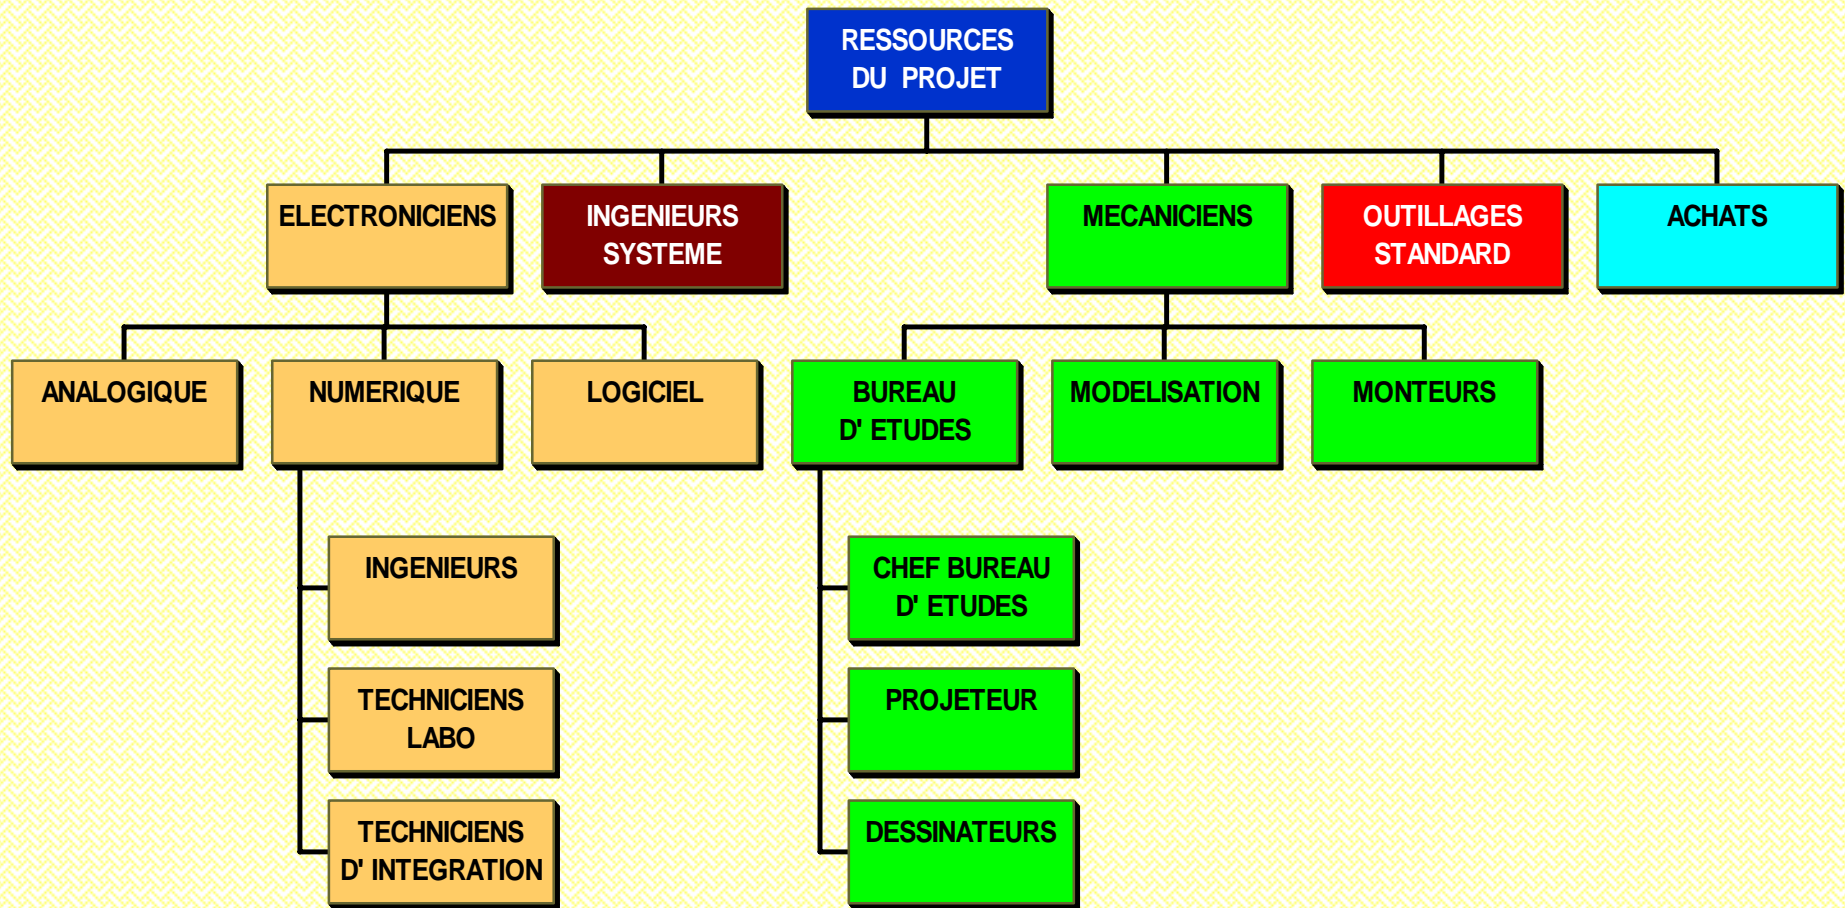 RESSOURCES
DU PROJET
ELECTRONICIENS
INGENIEURS
SYSTEME
MECANICIENS
OUTILLAGES
STANDARD
ACHATS
ANALOGIQUE
NUMERIQUE
LOGICIEL
BUREAU
D' ETUDES
MODELISATION
MONTEURS
INGENIEURS
TECHNICIENS
LABO
TECHNICIENS
D' INTEGRATION
CHEF BUREAU
D' ETUDES
PROJETEUR
DESSINATEURS